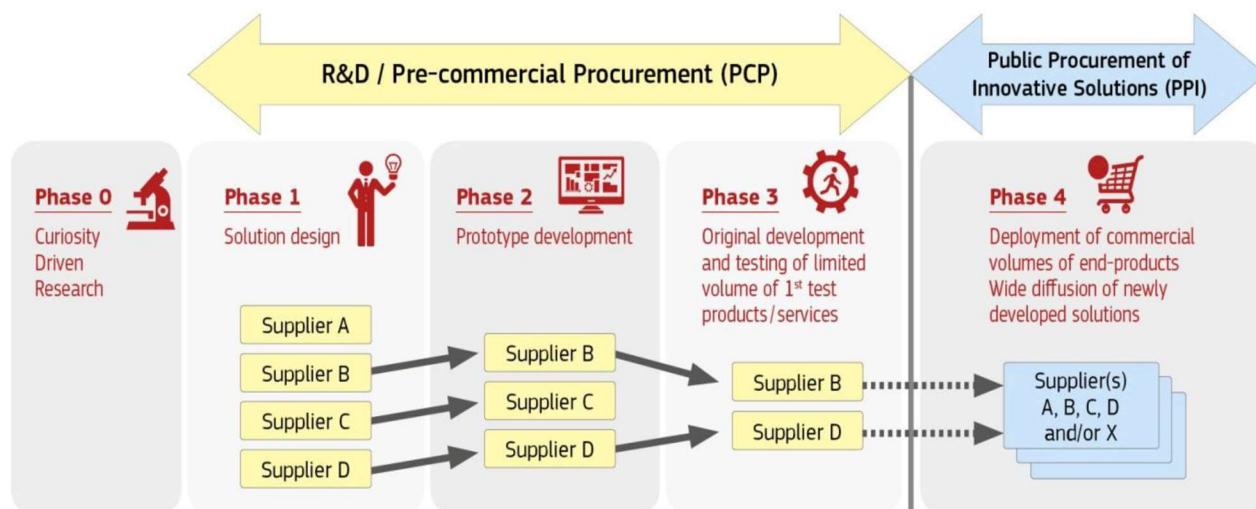 R&D / Pre-commercial Procurement (PCP)
Public Procurement of
Innovative Solutions (PPI)
Phase 0
Curiosity
Driven
Research
Phase 1
Solution design
Supplier A
Supplier B
Supplier C
Supplier D
Phase 2
Prototype development
Supplier B
Supplier C
Supplier D
Phase 3
Original development
and testing of limited
volume of 1st test
products/services
Supplier B
Supplier D
Phase 4
Deployment of commercial
volumes of end-products
Wide diffusion of newly
developed solutions
Supplier(s)
A, B, C, D
and/or X